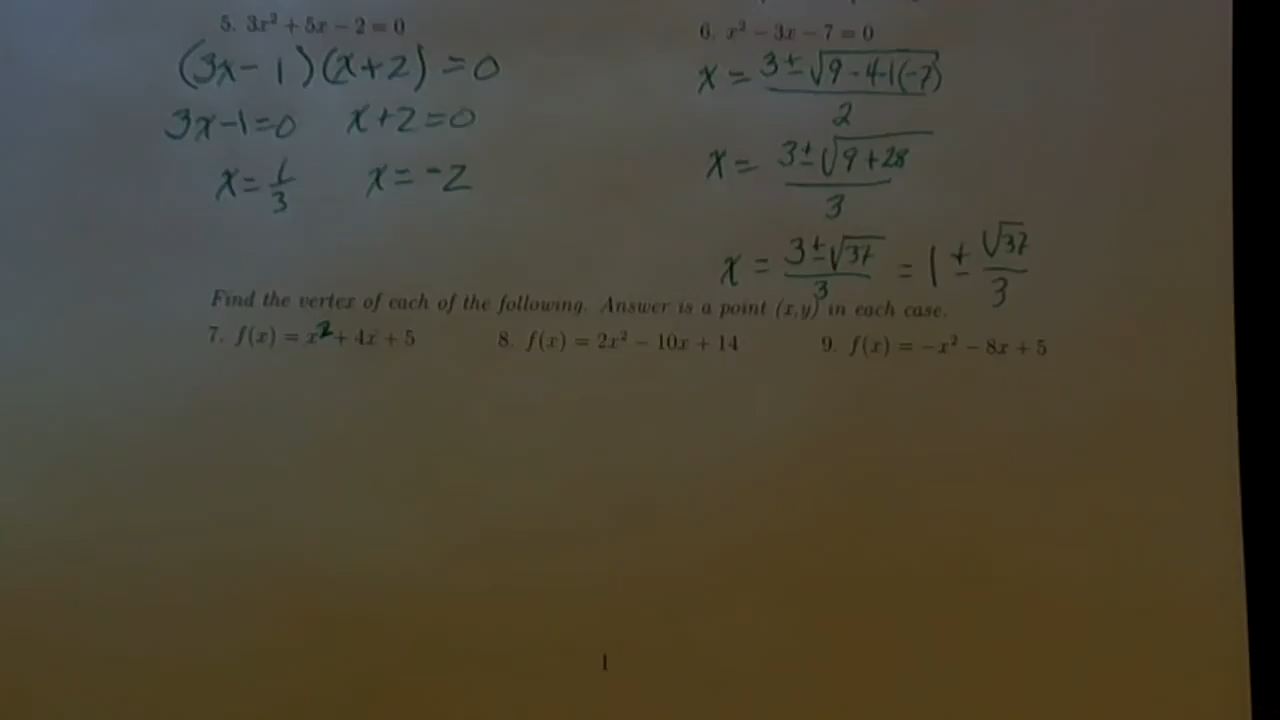 5. 3x² + 5x − 2 = 0
(3x − 1)(x + 2) = 0
3x − 1 = 0 x + 2 = 0
x = 1/3 x = −2
6. x² − 3x − 7 = 0
x = 3 ± √(9 − 4·1(−7)) / 2
x = 3 ± √(9 + 28) / 3
x = 3 ± √37 / 3 = 1 ± √37 / 3
Find the vertex of each of the following. Answer is a point (x,y) in each case.
7. f(x) = x² + 4x + 5 8. f(x) = 2x² − 10x + 14 9. f(x) = −x² − 8x + 5
1